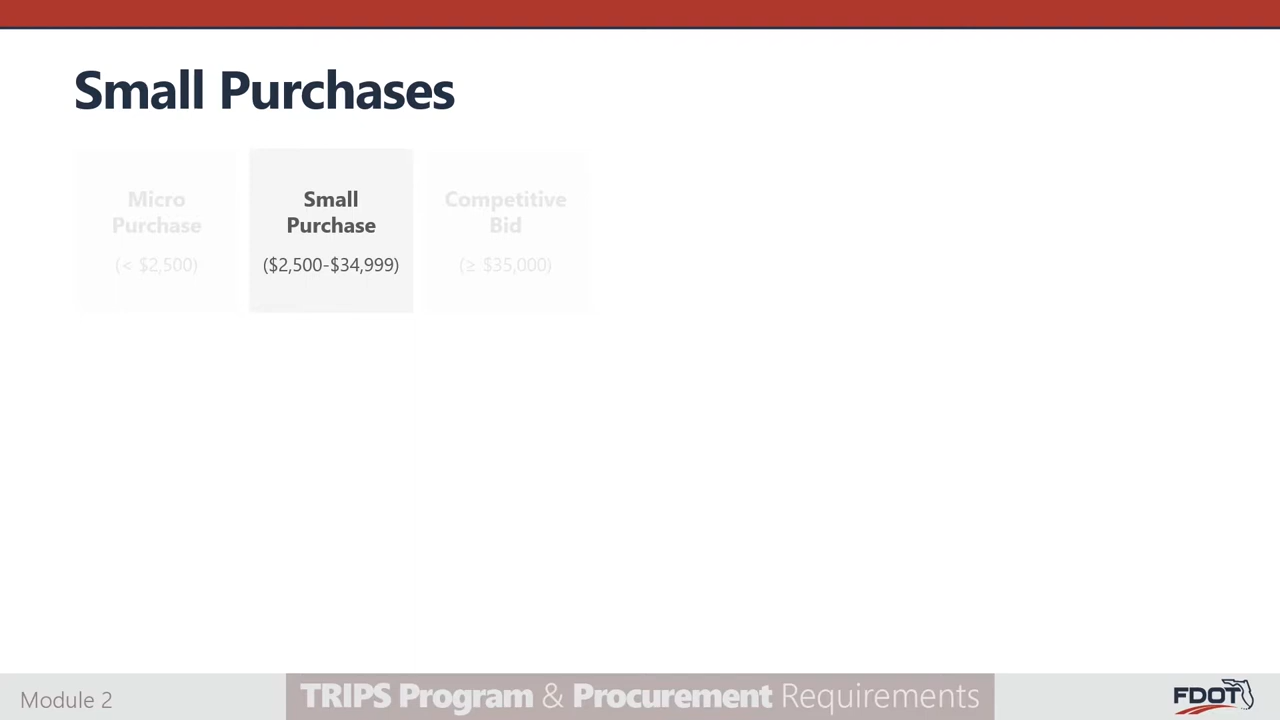 Small Purchases
Micro
Purchase
(< $2,500)
Small
Purchase
($2,500-$34,999)
Competitive
Bid
(≥ $35,000)
Module 2
TRIPS Program & Procurement Requirements
FDOT